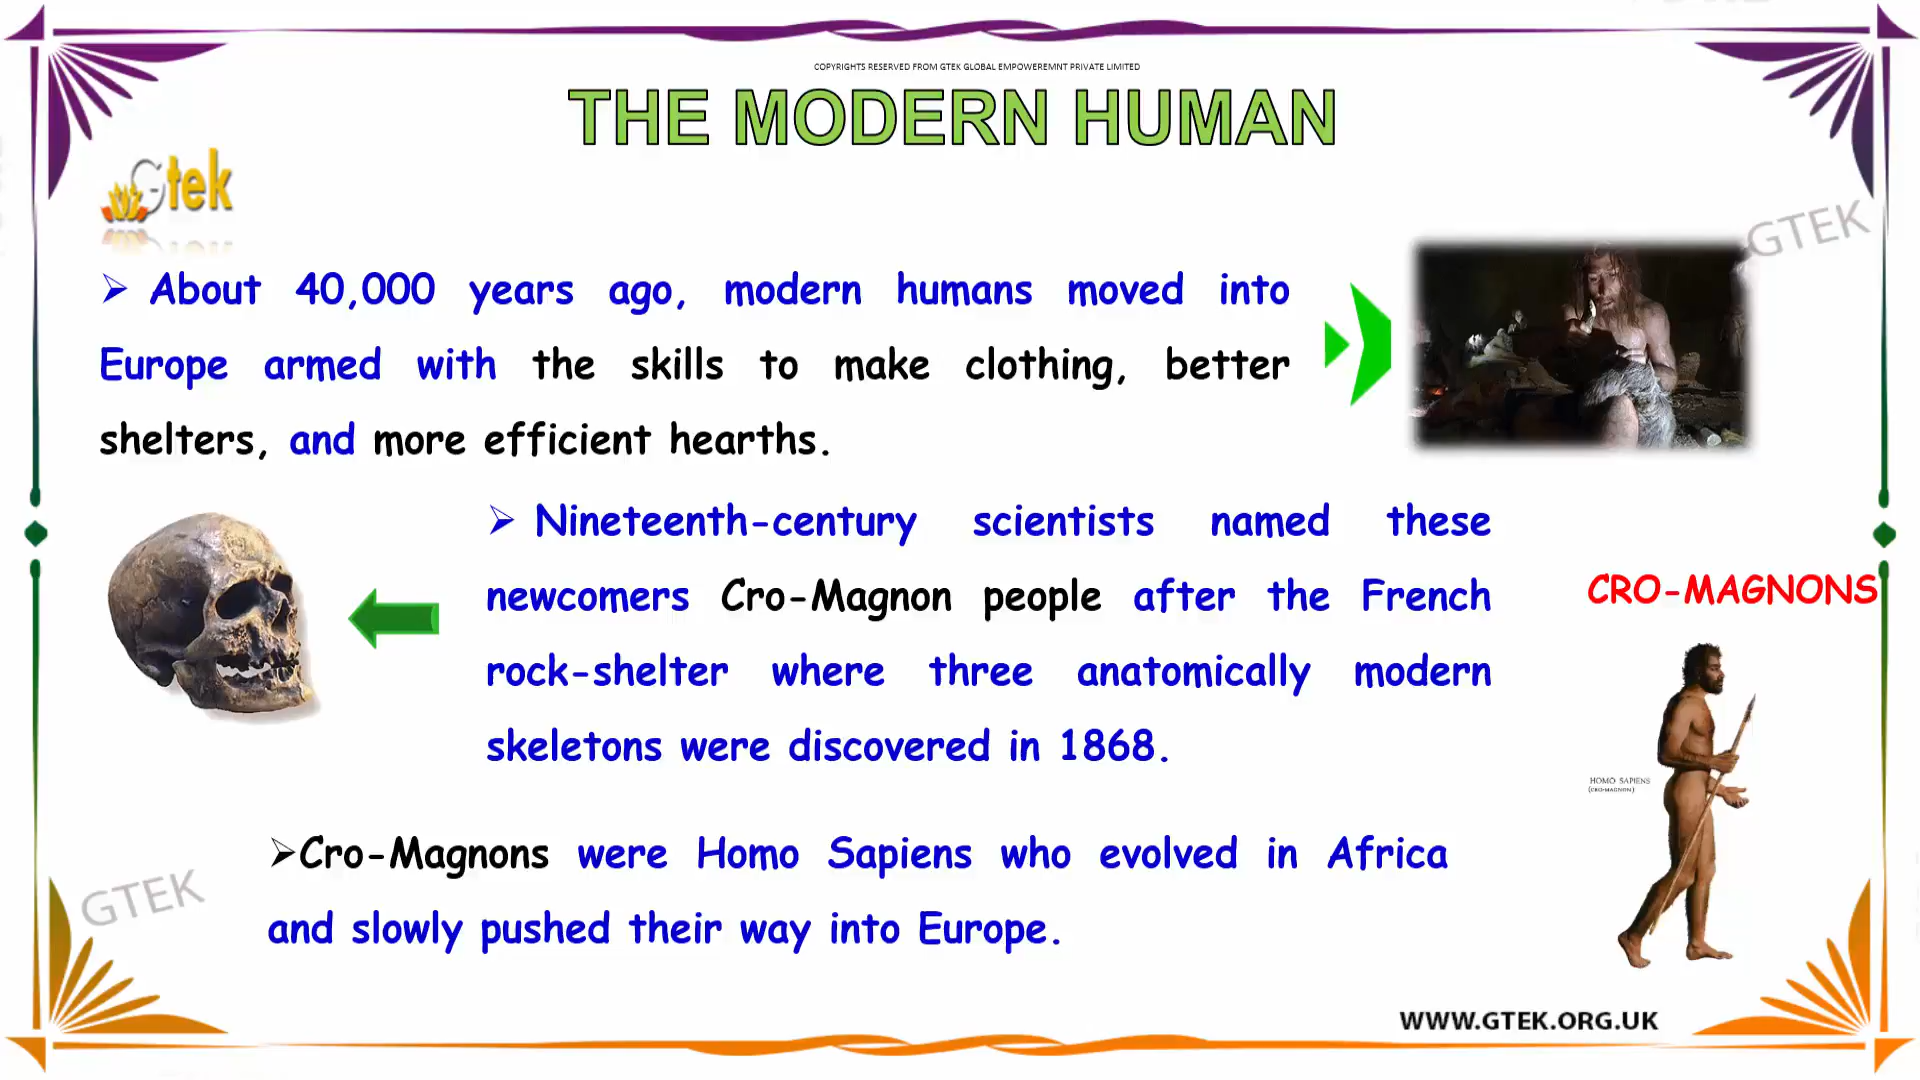 COPYRIGHTS RESERVED FROM GTEK GLOBAL EMPOWEREMNT PRIVATE LIMITED
THE MODERN HUMAN
Gtek
GTEK
➢ About 40,000 years ago, modern humans moved into
Europe armed with the skills to make clothing, better
shelters, and more efficient hearths.
➢ Nineteenth-century scientists named these
newcomers Cro-Magnon people after the French
rock-shelter where three anatomically modern
skeletons were discovered in 1868.
CRO-MAGNONS
HOMO SAPIENS
(CRO-MAGNON)
➢Cro-Magnons were Homo Sapiens who evolved in Africa
and slowly pushed their way into Europe.
GTEK
WWW.GTEK.ORG.UK